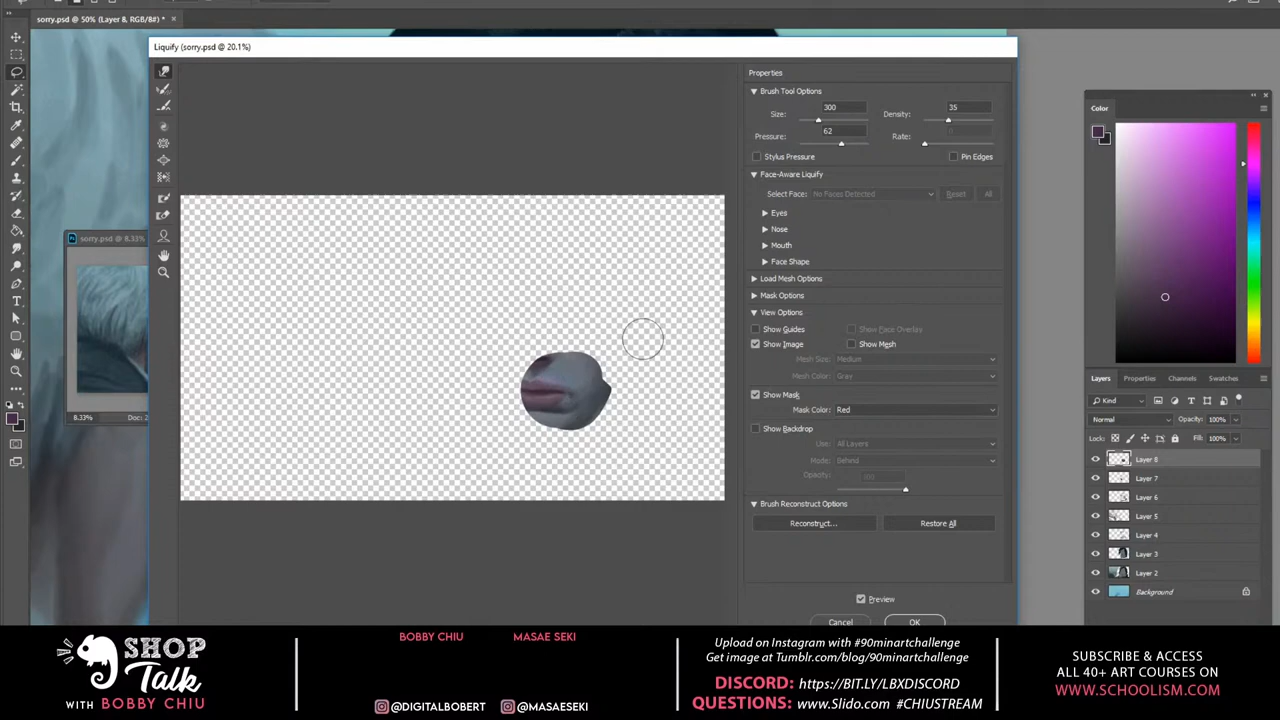 sorry.psd @ 50% (Layer 8, RGB/8#) *
Liquify (sorry.psd @ 20.1%)
Properties
Brush Tool Options
Size: 300
Density: 35
Pressure: 62
Rate: 0
Stylus Pressure
Pin Edges
Face-Aware Liquify
Select Face: No Faces Detected
Reset
All
Eyes
Nose
Mouth
Face Shape
Load Mesh Options
Mask Options
View Options
Show Guides
Show Face Overlay
Show Image
Show Mesh
Mesh Size: Medium
Mesh Color: Gray
Show Mask
Mask Color: Red
Show Backdrop
Use: All Layers
Mode: Behind
Opacity: 100
Brush Reconstruct Options
Reconstruct...
Restore All
Preview
Cancel
OK
sorry.psd @ 8.33%
8.33%
Doc: 2
Color
Layers
Properties
Channels
Swatches
Kind
Normal
Opacity: 100%
Lock:
Fill: 100%
Layer 8
Layer 7
Layer 6
Layer 5
Layer 4
Layer 3
Layer 2
Background
SHOP
Talk
WITH BOBBY CHIU
BOBBY CHIU
MASAE SEKI
@DIGITALBOBERT
@MASAESEKI
Upload on Instagram with #90minartchallenge
Get image at Tumblr.com/blog/90minartchallenge
DISCORD: https://BIT.LY/LBXDISCORD
QUESTIONS: www.Slido.com #CHIUSTREAM
SUBSCRIBE & ACCESS
ALL 40+ ART COURSES ON
WWW.SCHOOLISM.COM